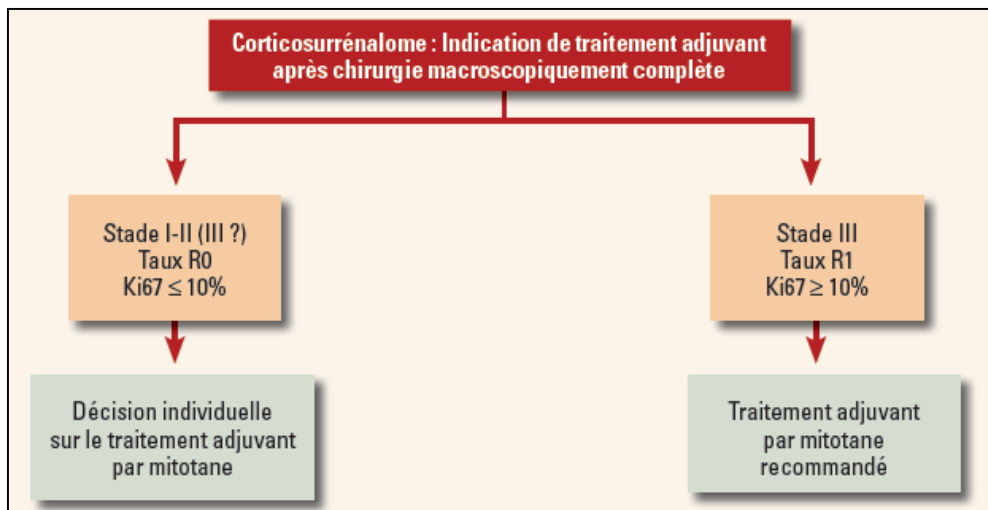 Corticosurrénalome : Indication de traitement adjuvant
après chirurgie macroscopiquement complète
Stade I-II (III ?)
Taux R0
Ki67 ≤ 10%
Stade III
Taux R1
Ki67 ≥ 10%
Décision individuelle
sur le traitement adjuvant
par mitotane
Traitement adjuvant
par mitotane
recommandé